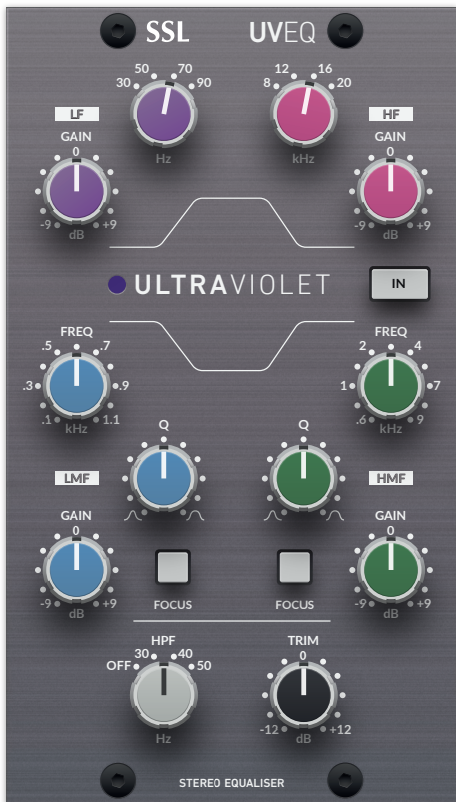 SSL UVEQ
50 70 12 16
30 90 8 20
LF HF
Hz kHz
GAIN GAIN
0 0
-9 +9 -9 +9
dB dB
ULTRAVIOLET IN
FREQ FREQ
.5 .7 2 4
.3 .9 1 7
.1 1.1 .6 9
kHz kHz
Q Q
LMF HMF
GAIN GAIN
0 0
-9 +9 -9 +9
dB dB
FOCUS FOCUS
HPF TRIM
30 40 0
OFF 50
-12 +12
Hz dB
STEREO EQUALISER